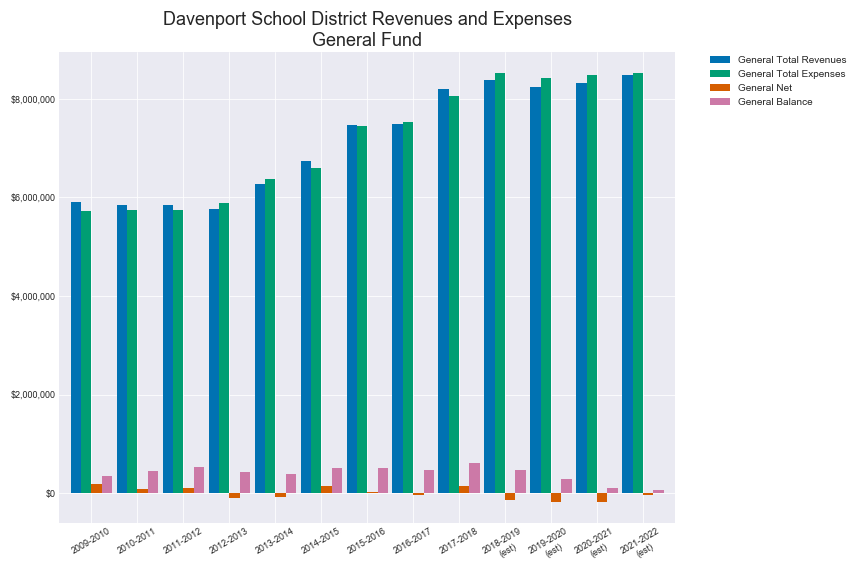 Davenport School District Revenues and Expenses
General Fund
General Total Revenues
General Total Expenses
General Net
General Balance
$8,000,000
$6,000,000
$4,000,000
$2,000,000
$0
2009-2010
2010-2011
2011-2012
2012-2013
2013-2014
2014-2015
2015-2016
2016-2017
2017-2018
2018-2019
(est)
2019-2020
(est)
2020-2021
(est)
2021-2022
(est)